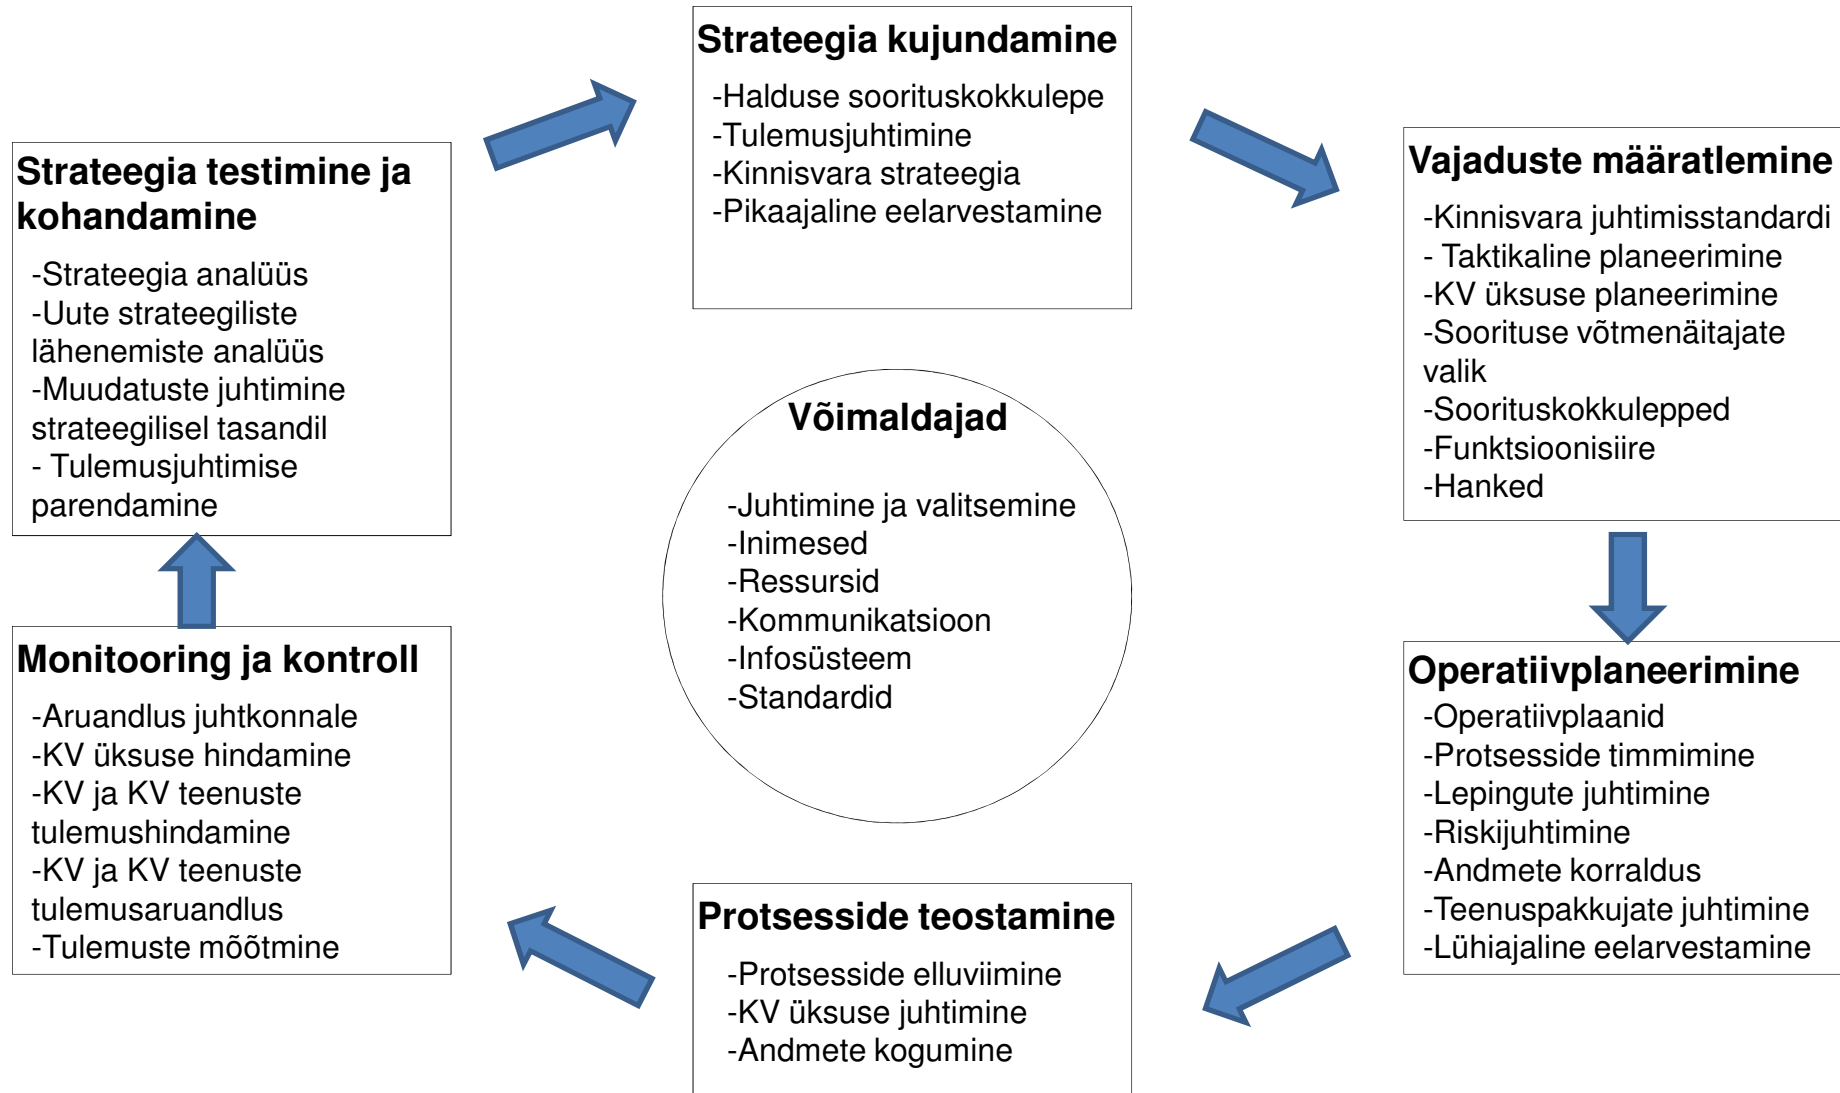 Strateegia kujundamine
-Halduse soorituskokkulepe
-Tulemusjuhtimine
-Kinnisvara strateegia
-Pikaajaline eelarvestamine
Vajaduste määratlemine
-Kinnisvara juhtimisstandardi
- Taktikaline planeerimine
-KV üksuse planeerimine
-Soorituse võtmenäitajate
valik
-Soorituskokkulepped
-Funktsioonisiire
-Hanked
Operatiivplaneerimine
-Operatiivplaanid
-Protsesside timmimine
-Lepingute juhtimine
-Riskijuhtimine
-Andmete korraldus
-Teenuspakkujate juhtimine
-Lühiajaline eelarvestamine
Protsesside teostamine
-Protsesside elluviimine
-KV üksuse juhtimine
-Andmete kogumine
Monitooring ja kontroll
-Aruandlus juhtkonnale
-KV üksuse hindamine
-KV ja KV teenuste
tulemushindamine
-KV ja KV teenuste
tulemusaruandlus
-Tulemuste mõõtmine
Strateegia testimine ja
kohandamine
-Strateegia analüüs
-Uute strateegiliste
lähenemiste analüüs
-Muudatuste juhtimine
strateegilisel tasandil
- Tulemusjuhtimise
parendamine
Võimaldajad
-Juhtimine ja valitsemine
-Inimesed
-Ressursid
-Kommunikatsioon
-Infosüsteem
-Standardid